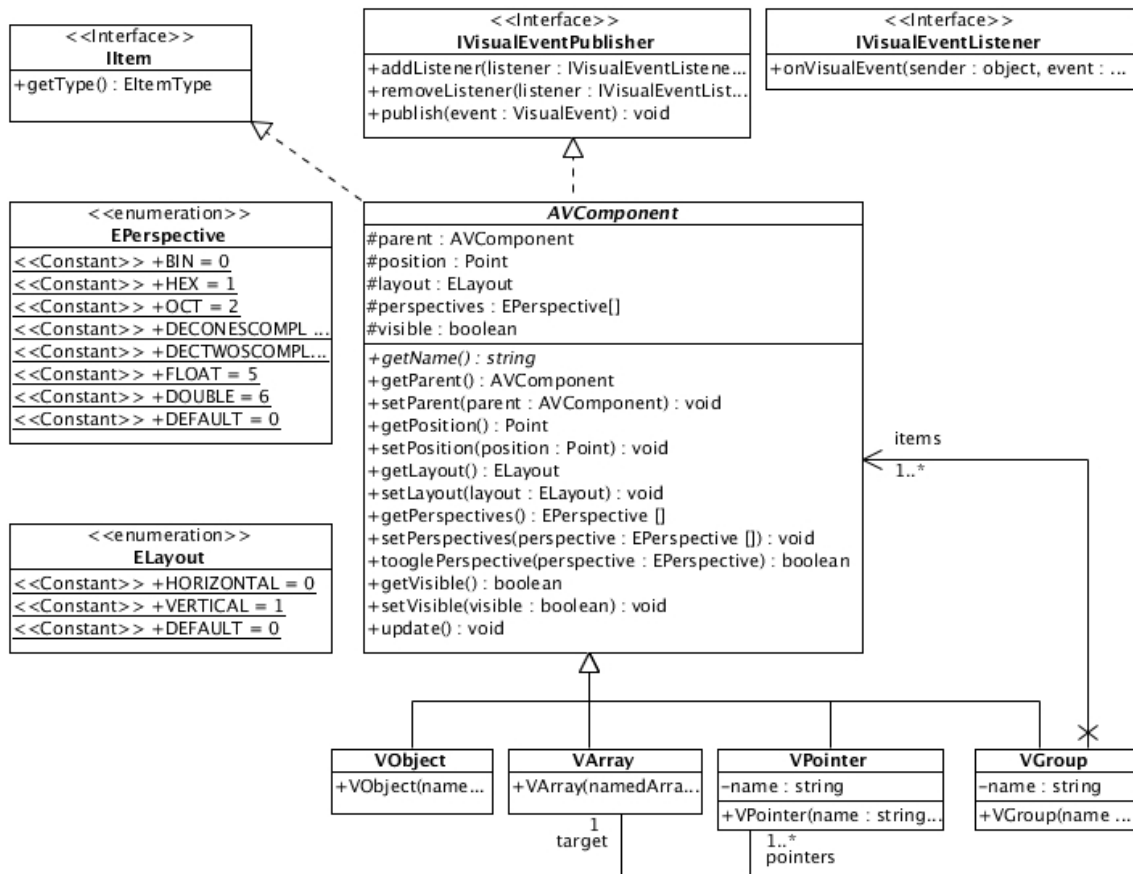 <<Interface>>
IItem
+getType() : EItemType
<<Interface>>
IVisualEventPublisher
+addListener(listener : IVisualEventListene...
+removeListener(listener : IVisualEventList...
+publish(event : VisualEvent) : void
<<Interface>>
IVisualEventListener
+onVisualEvent(sender : object, event : ...
<<enumeration>>
EPerspective
<<Constant>> +BIN = 0
<<Constant>> +HEX = 1
<<Constant>> +OCT = 2
<<Constant>> +DECONESCOMPL ...
<<Constant>> +DECTWOSCOMPL...
<<Constant>> +FLOAT = 5
<<Constant>> +DOUBLE = 6
<<Constant>> +DEFAULT = 0
<<enumeration>>
ELayout
<<Constant>> +HORIZONTAL = 0
<<Constant>> +VERTICAL = 1
<<Constant>> +DEFAULT = 0
AVComponent
#parent : AVComponent
#position : Point
#layout : ELayout
#perspectives : EPerspective[]
#visible : boolean
+getName() : string
+getParent() : AVComponent
+setParent(parent : AVComponent) : void
+getPosition() : Point
+setPosition(position : Point) : void
+getLayout() : ELayout
+setLayout(layout : ELayout) : void
+getPerspectives() : EPerspective []
+setPerspectives(perspective : EPerspective []) : void
+tooglePerspective(perspective : EPerspective) : boolean
+getVisible() : boolean
+setVisible(visible : boolean) : void
+update() : void
items
1..*
VObject
+VObject(name...
VArray
+VArray(namedArra...
1
target
VPointer
-name : string
+VPointer(name : string...
1..*
pointers
VGroup
-name : string
+VGroup(name ...